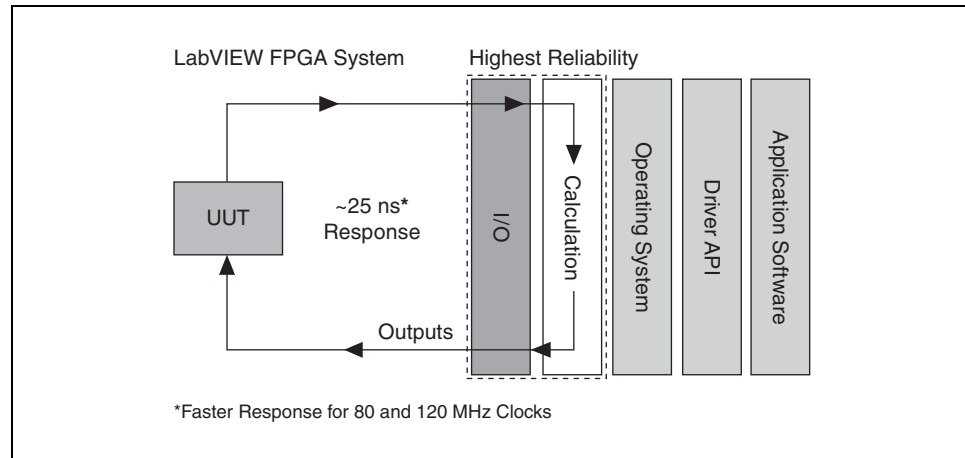 LabVIEW FPGA System
Highest Reliability
UUT
~25 ns*
Response
I/O
Calculation
Operating System
Driver API
Application Software
Outputs
*Faster Response for 80 and 120 MHz Clocks